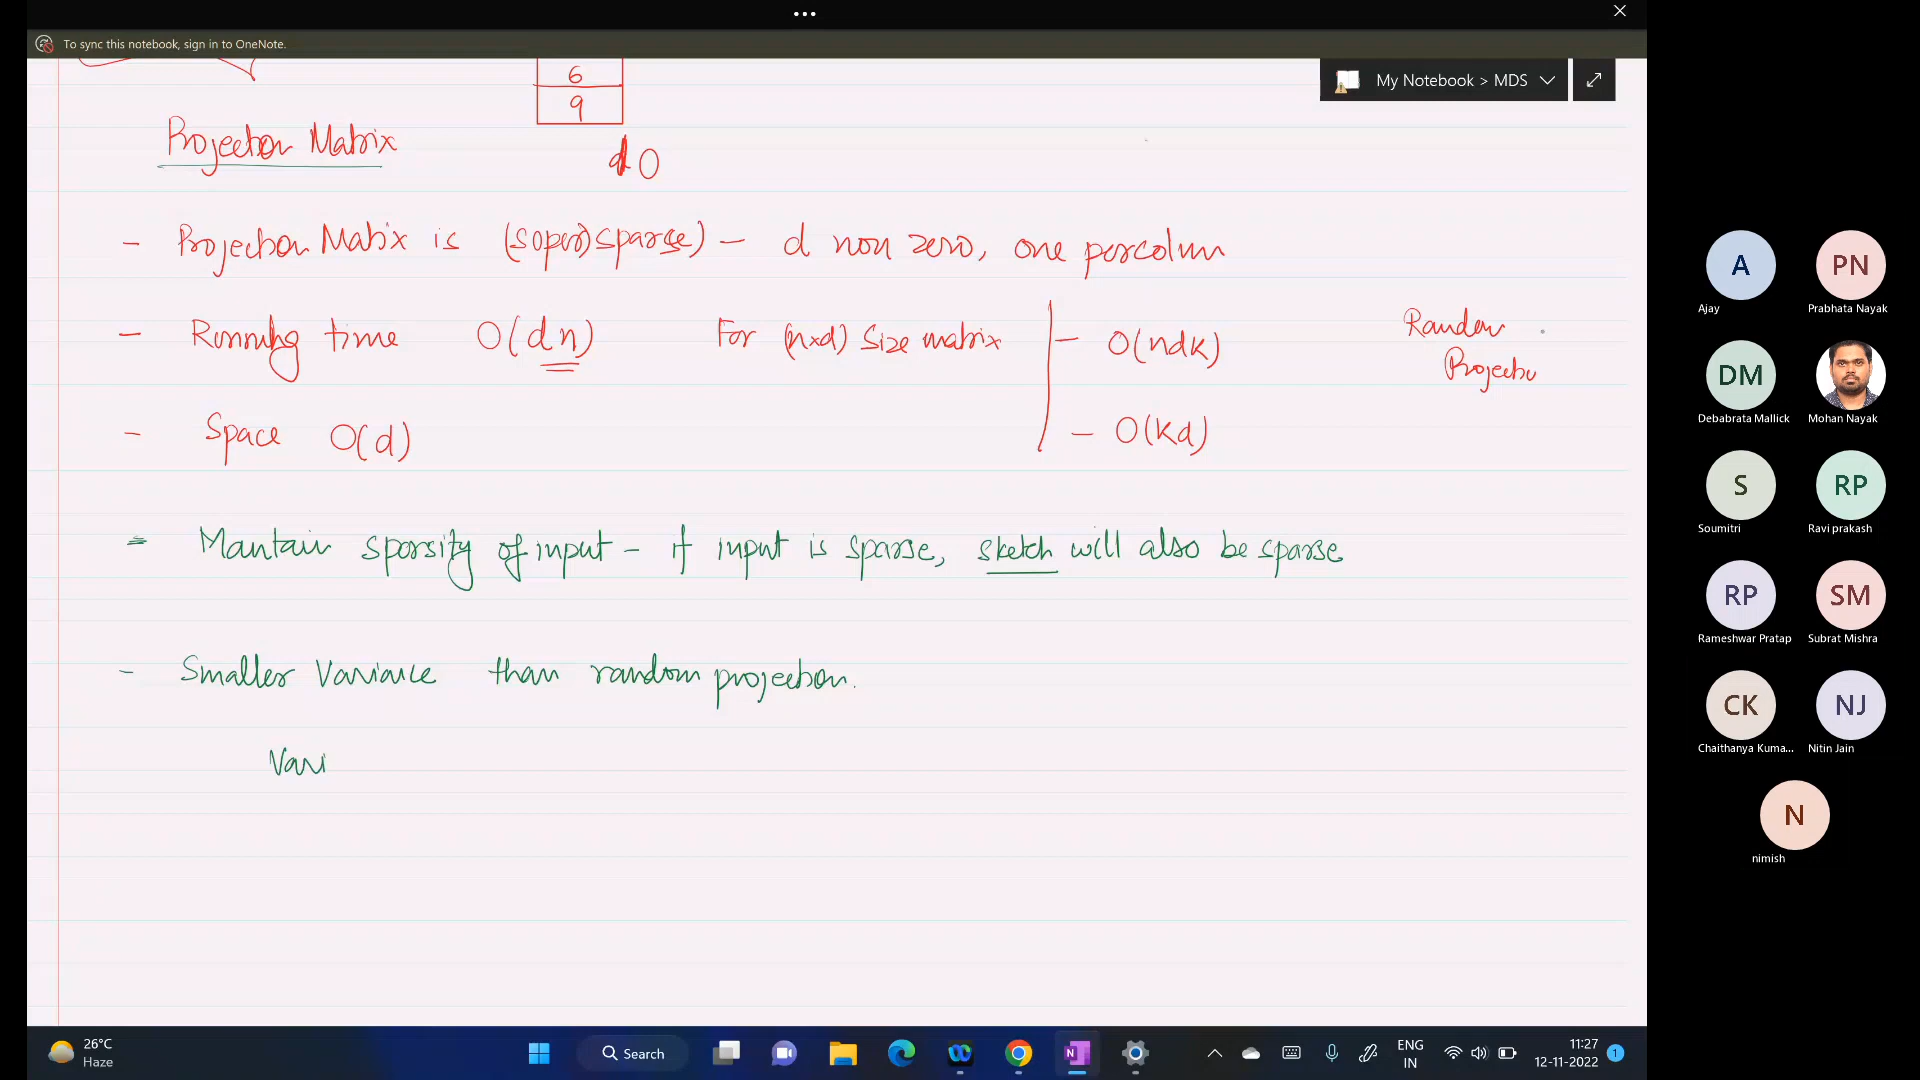 To sync this notebook, sign in to OneNote.
My Notebook > MDS
6
9
Projection Matrix
d 0
- Projection Matrix is (super)sparse) - d non zero, one per colum
- Running time O(dn) For (nxd) Size matrix - O(ndk)
Random
Projectio
- Space O(d) - O(kd)
- Mantain sparsity of input - if input is sparse, sketch will also be sparse
- Smaller Variance than random projection.
Vari
A
Ajay
PN
Prabhata Nayak
DM
Debabrata Mallick
Mohan Nayak
S
Soumitri
RP
Ravi prakash
RP
Rameshwar Pratap
SM
Subrat Mishra
CK
Chaithanya Kuma...
NJ
Nitin Jain
N
nimish
26°C
Haze
Search
ENG
IN
11:27
12-11-2022
1